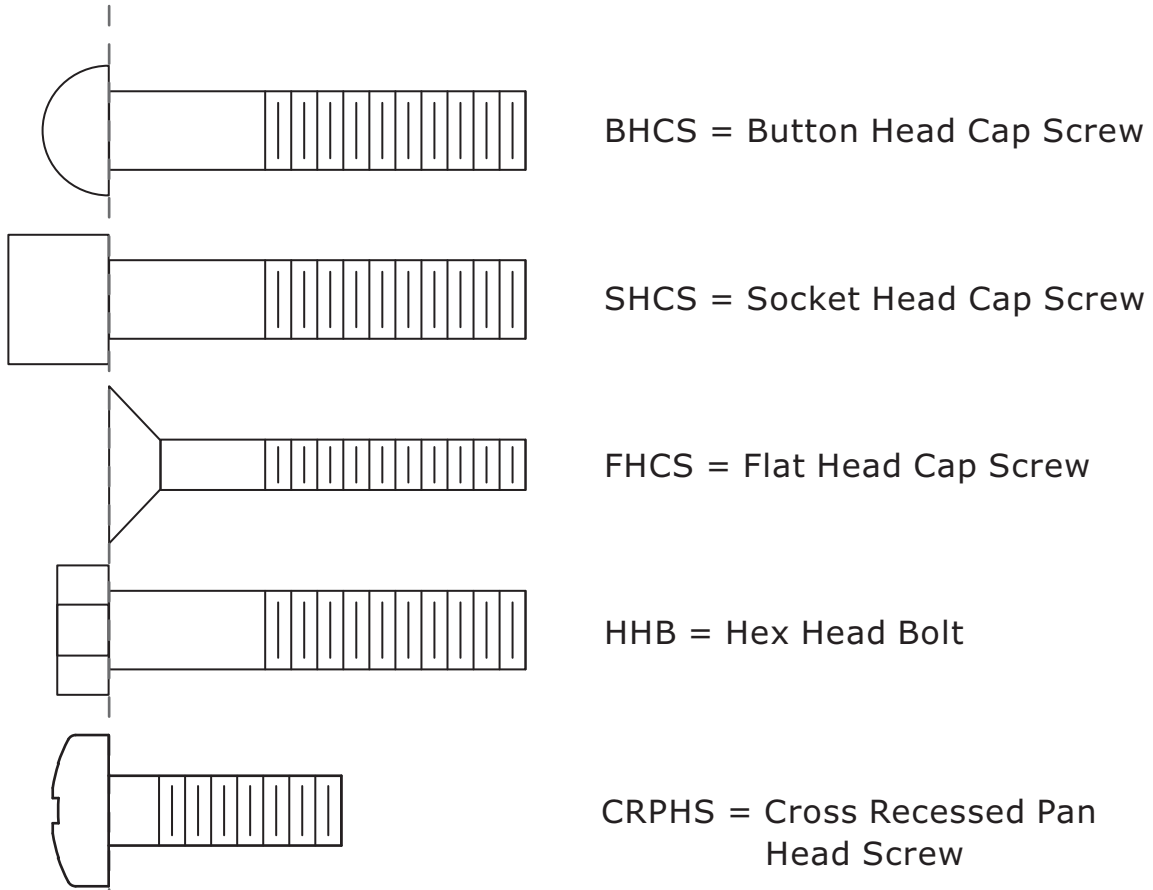 BHCS = Button Head Cap Screw
SHCS = Socket Head Cap Screw
FHCS = Flat Head Cap Screw
HHB = Hex Head Bolt
CRPHS = Cross Recessed Pan
Head Screw